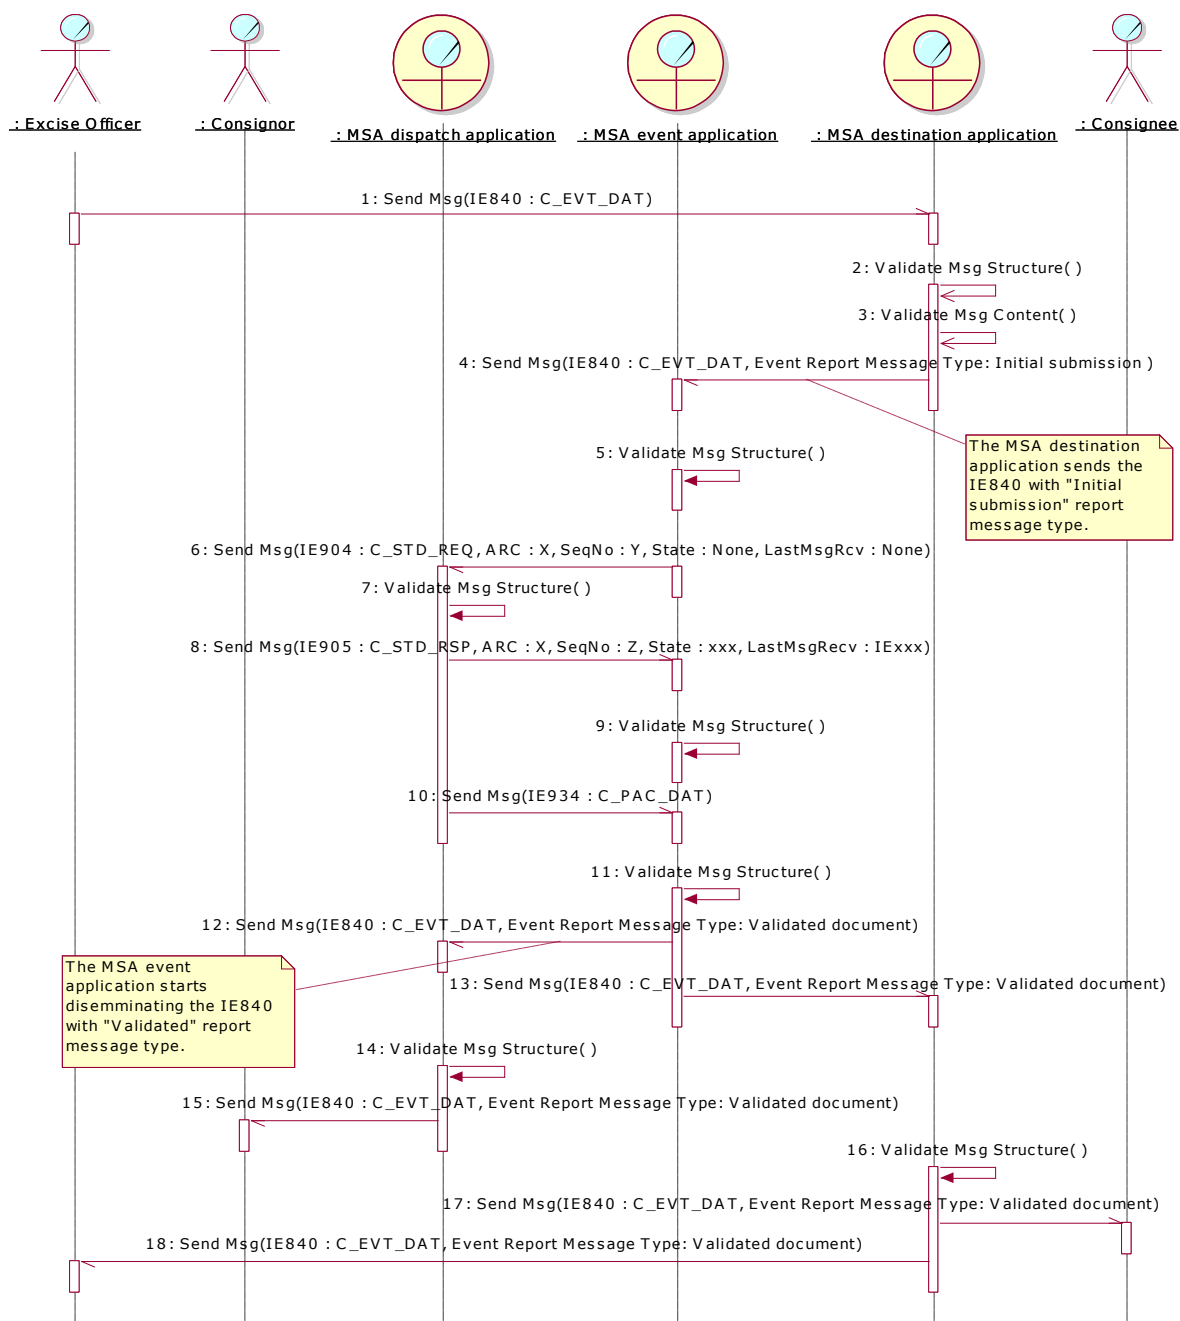 : Excise Officer
: Consignor
: MSA dispatch application
: MSA event application
: MSA destination application
: Consignee
1: Send Msg(IE840 : C_EVT_DAT)
2: Validate Msg Structure( )
3: Validate Msg Content( )
4: Send Msg(IE840 : C_EVT_DAT, Event Report Message Type: Initial submission )
The MSA destination
application sends the
IE840 with "Initial
submission" report
message type.
5: Validate Msg Structure( )
6: Send Msg(IE904 : C_STD_REQ, ARC : X, SeqNo : Y, State : None, LastMsgRcv : None)
7: Validate Msg Structure( )
8: Send Msg(IE905 : C_STD_RSP, ARC : X, SeqNo : Z, State : xxx, LastMsgRecv : IExxx)
9: Validate Msg Structure( )
10: Send Msg(IE934 : C_PAC_DAT)
11: Validate Msg Structure( )
12: Send Msg(IE840 : C_EVT_DAT, Event Report Message Type: Validated document)
The MSA event
application starts
disemminating the IE840
with "Validated" report
message type.
13: Send Msg(IE840 : C_EVT_DAT, Event Report Message Type: Validated document)
14: Validate Msg Structure( )
15: Send Msg(IE840 : C_EVT_DAT, Event Report Message Type: Validated document)
16: Validate Msg Structure( )
17: Send Msg(IE840 : C_EVT_DAT, Event Report Message Type: Validated document)
18: Send Msg(IE840 : C_EVT_DAT, Event Report Message Type: Validated document)